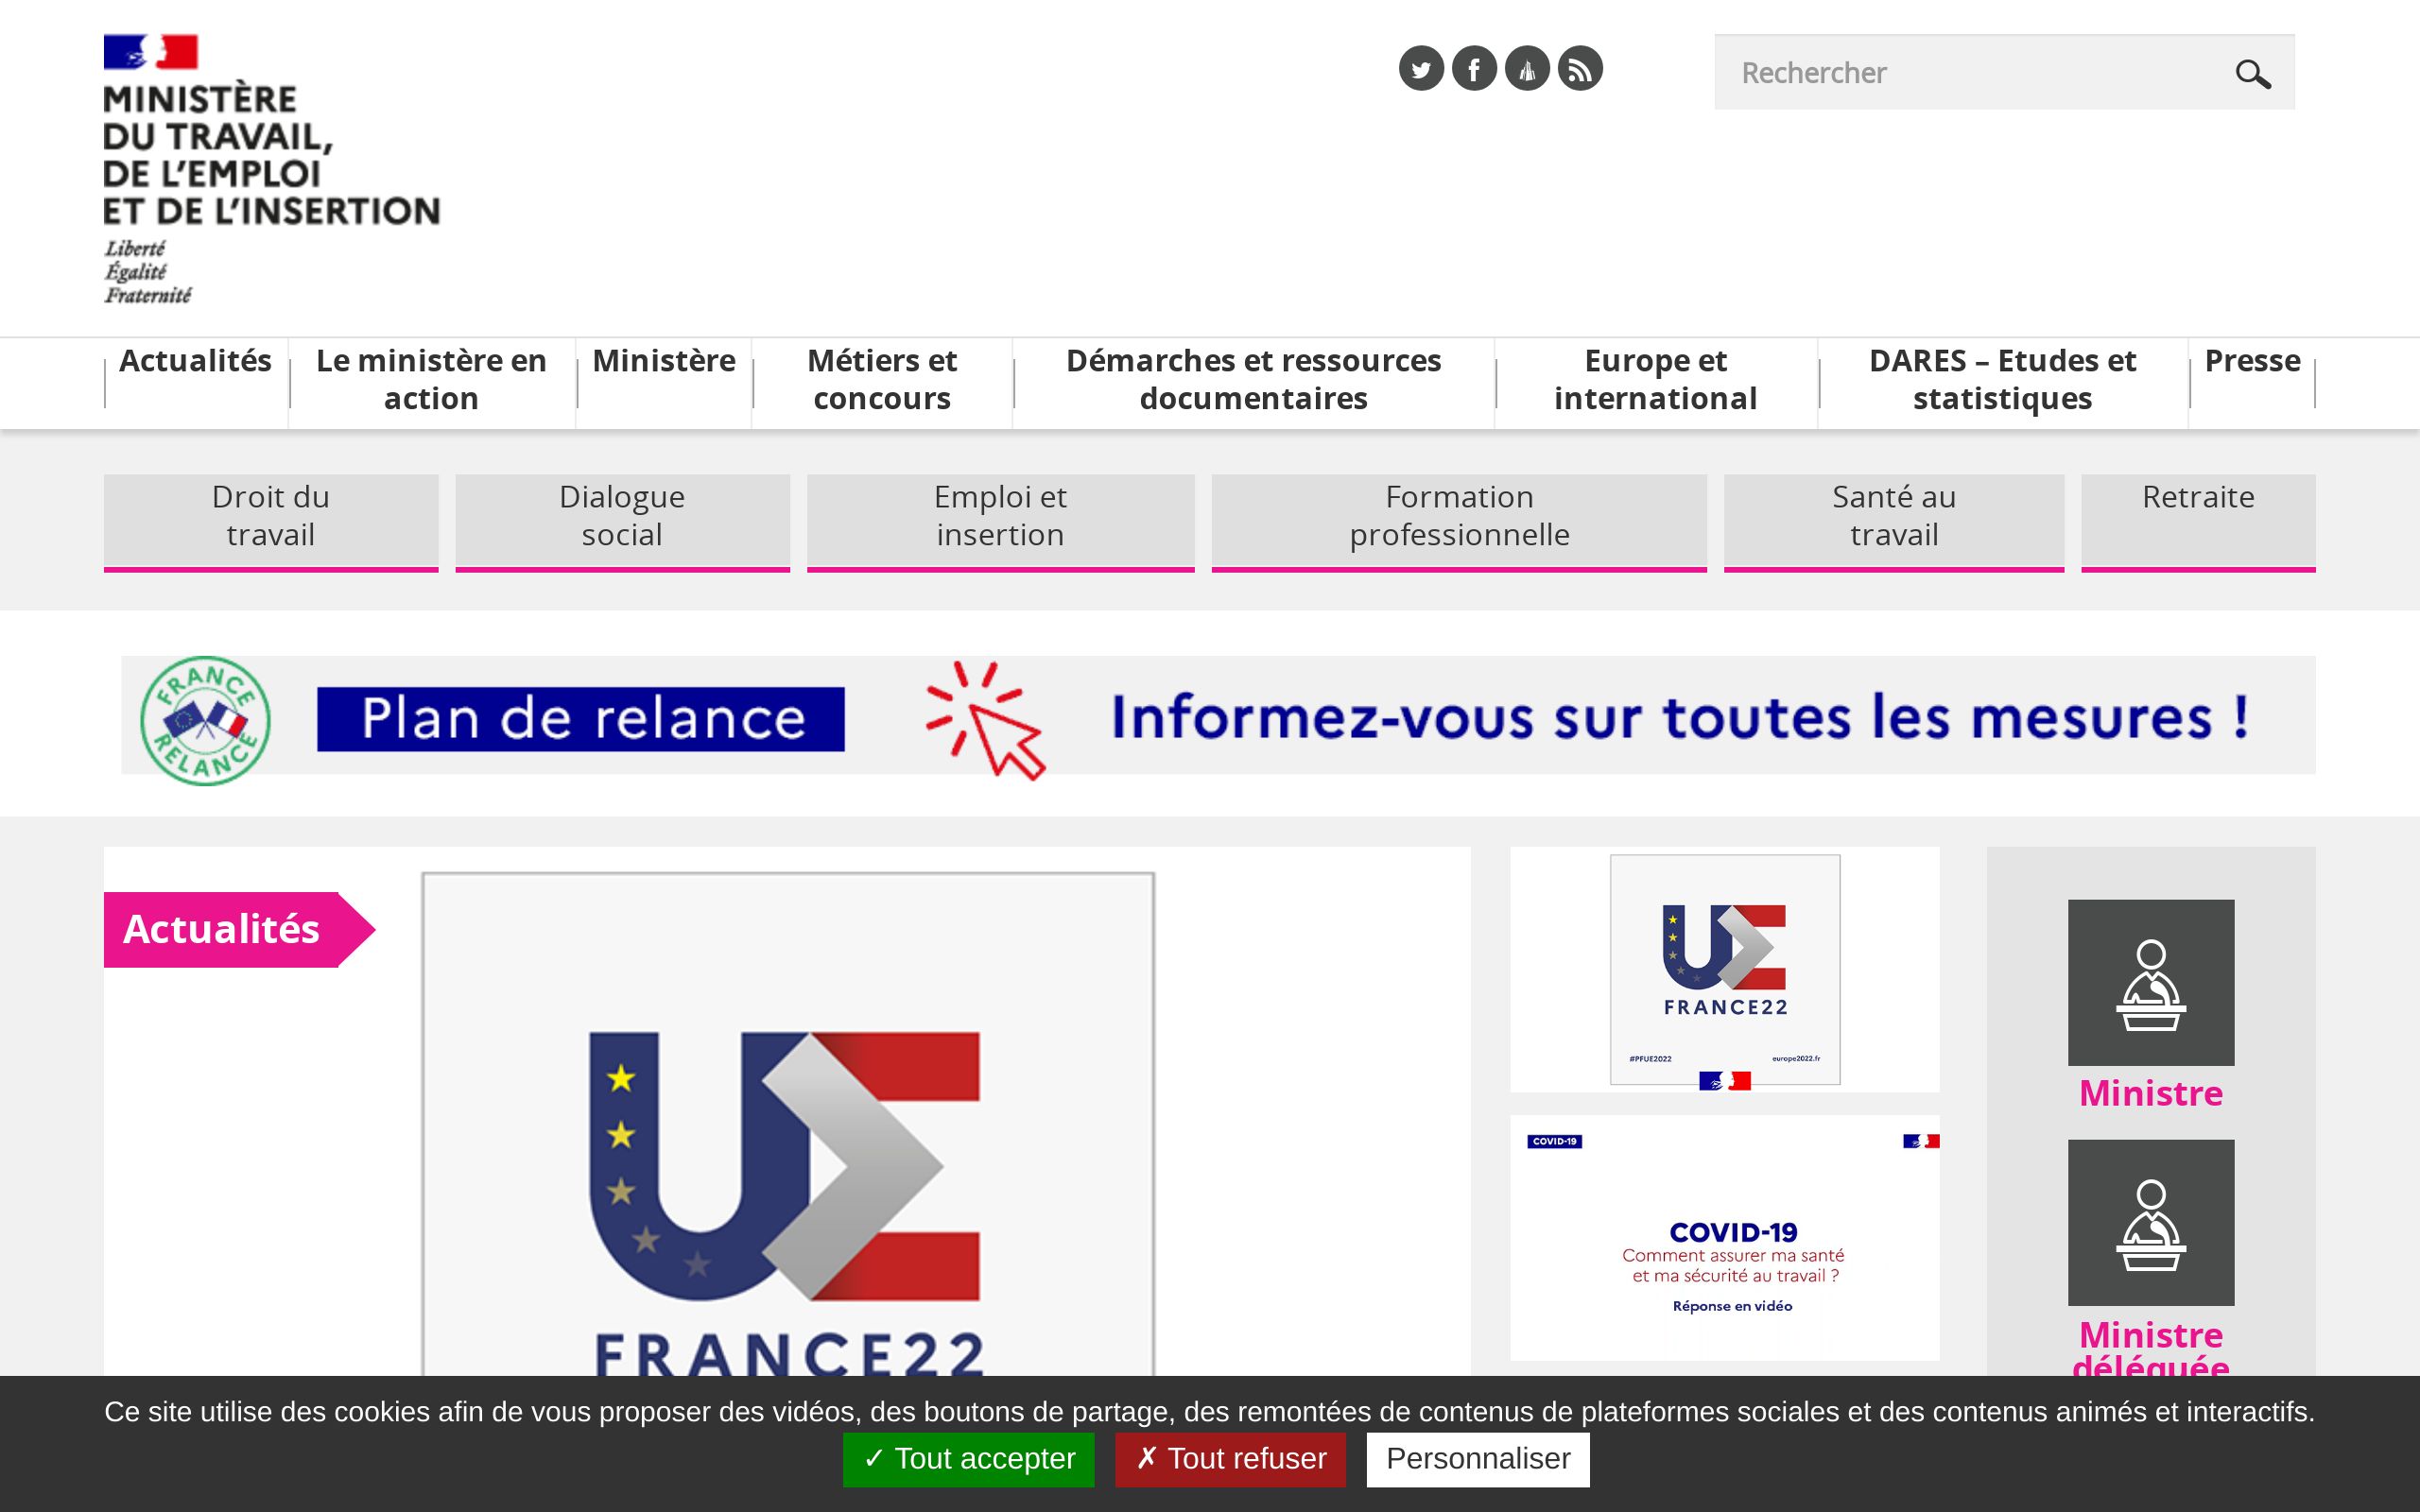 MINISTÈRE
DU TRAVAIL,
DE L'EMPLOI
ET DE L'INSERTION
Liberté
Égalité
Fraternité
Rechercher
Actualités
Le ministère en
action
Ministère
Métiers et
concours
Démarches et ressources
documentaires
Europe et
international
DARES – Etudes et
statistiques
Presse
Droit du
travail
Dialogue
social
Emploi et
insertion
Formation
professionnelle
Santé au
travail
Retraite
FRANCE
RELANCE
Plan de relance
Informez-vous sur toutes les mesures !
Actualités
UE
FRANCE22
UE
FRANCE22
#PFUE2022
europe2022.fr
COVID-19
COVID-19
Comment assurer ma santé
et ma sécurité au travail ?
Réponse en vidéo
Ministre
Ministre
déléguée
Ce site utilise des cookies afin de vous proposer des vidéos, des boutons de partage, des remontées de contenus de plateformes sociales et des contenus animés et interactifs.
✓ Tout accepter
✗ Tout refuser
Personnaliser